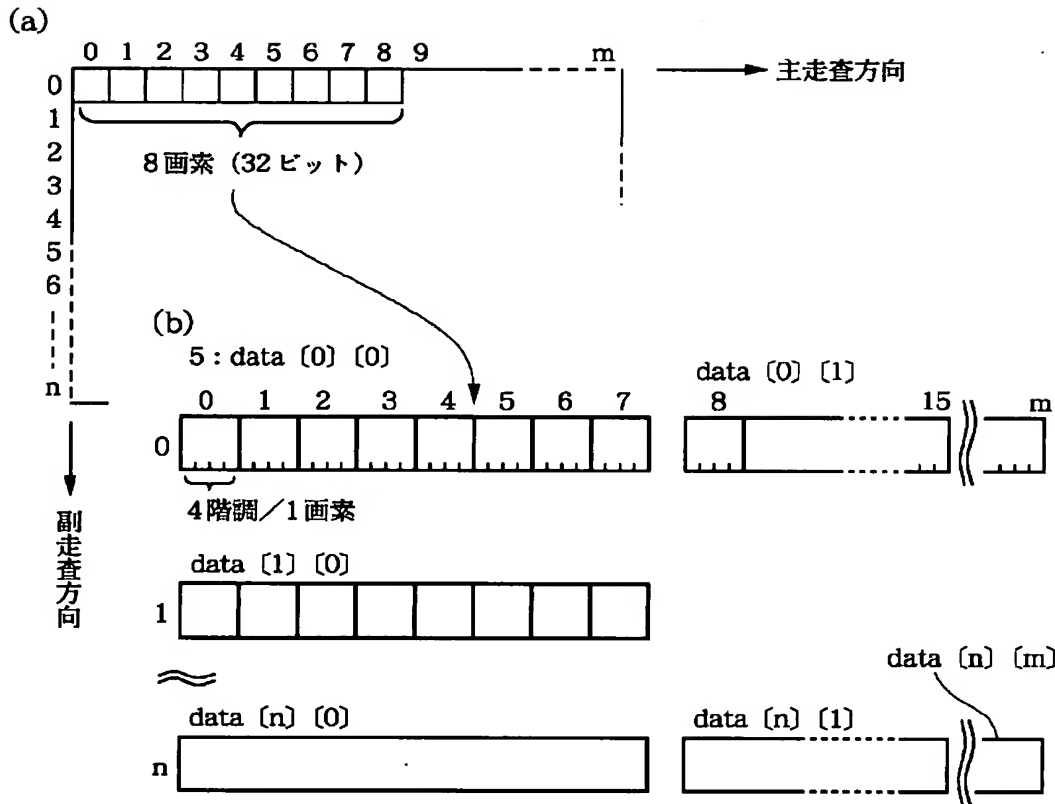 (a)
0 1 2 3 4 5 6 7 8 9 m
主走査方向
0
1
2
3
4
5
6
n
8画素 (32 ビット)
副走査方向
(b)
5 : data 〔0〕〔0〕
data 〔0〕〔1〕
0 1 2 3 4 5 6 7 8 15 m
0
4階調／1画素
data 〔1〕〔0〕
1
data 〔n〕〔m〕
data 〔n〕〔0〕
data 〔n〕〔1〕
n